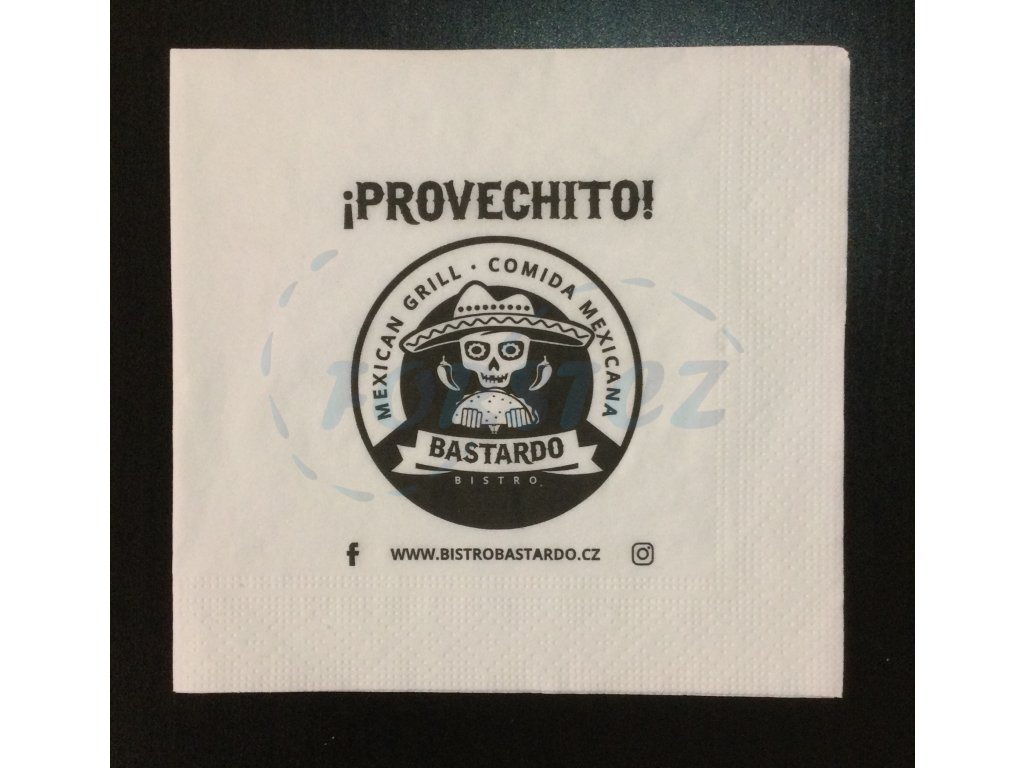 ¡PROVECHITO!
MEXICAN GRILL · COMIDA MEXICANA
BASTARDO
BISTRO
WWW.BISTROBASTARDO.CZ